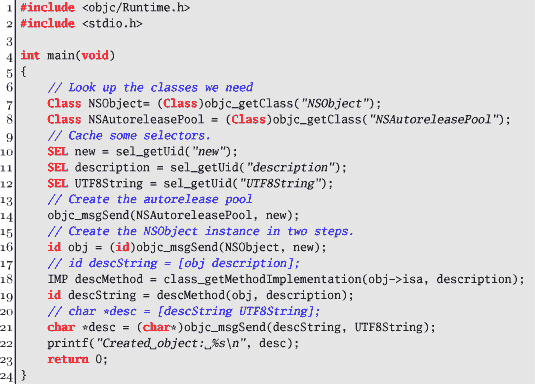 1 #include <objc/Runtime.h>
2 #include <stdio.h>
3
4 int main(void)
5 {
6     // Look up the classes we need
7     Class NSObject= (Class)objc_getClass("NSObject");
8     Class NSAutoreleasePool = (Class)objc_getClass("NSAutoreleasePool");
9     // Cache some selectors.
10     SEL new = sel_getUid("new");
11     SEL description = sel_getUid("description");
12     SEL UTF8String = sel_getUid("UTF8String");
13     // Create the autorelease pool
14     objc_msgSend(NSAutoreleasePool, new);
15     // Create the NSObject instance in two steps.
16     id obj = (id)objc_msgSend(NSObject, new);
17     // id descString = [obj description];
18     IMP descMethod = class_getMethodImplementation(obj->isa, description);
19     id descString = descMethod(obj, description);
20     // char *desc = [descString UTF8String];
21     char *desc = (char*)objc_msgSend(descString, UTF8String);
22     printf("Created␣object:␣%s\n", desc);
23     return 0;
24 }